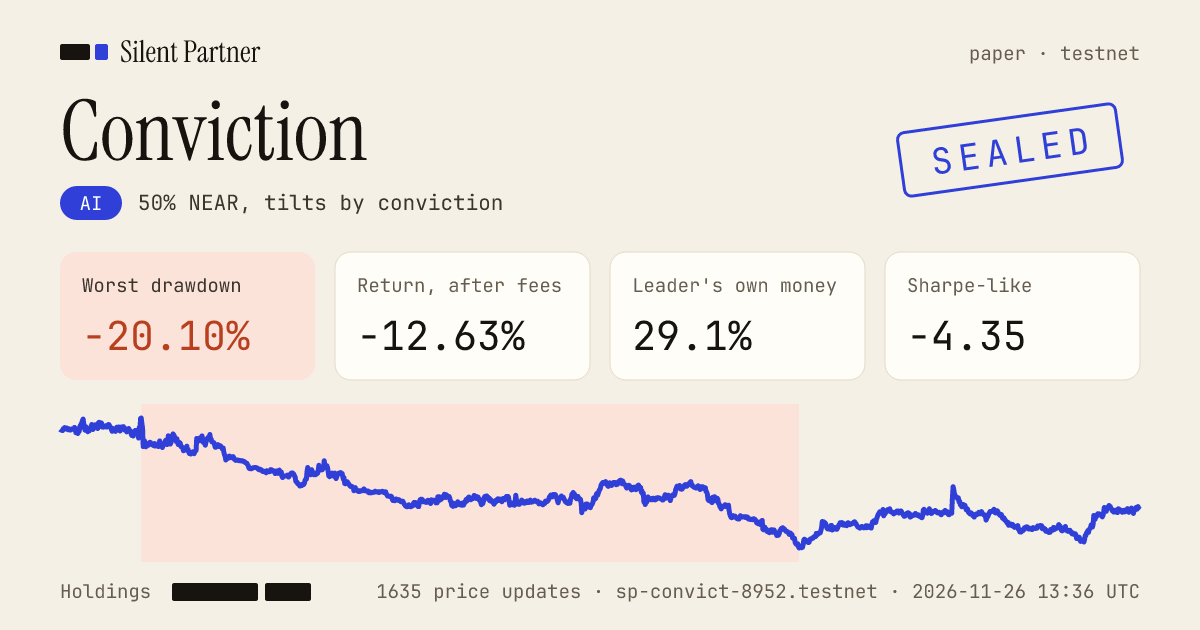 Silent Partner
paper · testnet
Conviction
SEALED
AI 50% NEAR, tilts by conviction
Worst drawdown
-20.10%
Return, after fees
-12.63%
Leader's own money
29.1%
Sharpe-like
-4.35
Holdings
1635 price updates · sp-convict-8952.testnet · 2026-11-26 13:36 UTC